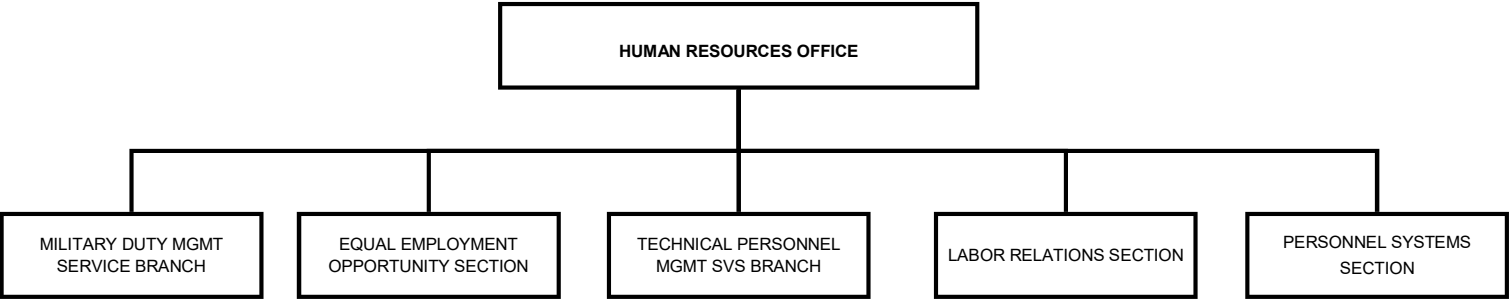 HUMAN RESOURCES OFFICE
MILITARY DUTY MGMT
SERVICE BRANCH
EQUAL EMPLOYMENT
OPPORTUNITY SECTION
TECHNICAL PERSONNEL
MGMT SVS BRANCH
LABOR RELATIONS SECTION
PERSONNEL SYSTEMS
SECTION